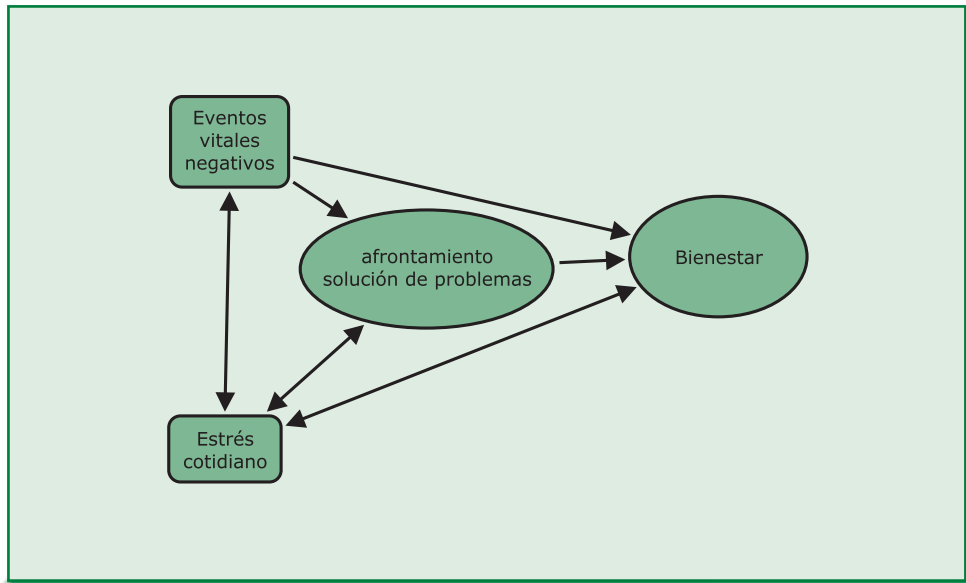 Eventos
vitales
negativos
afrontamiento
solución de problemas
Bienestar
Estrés
cotidiano